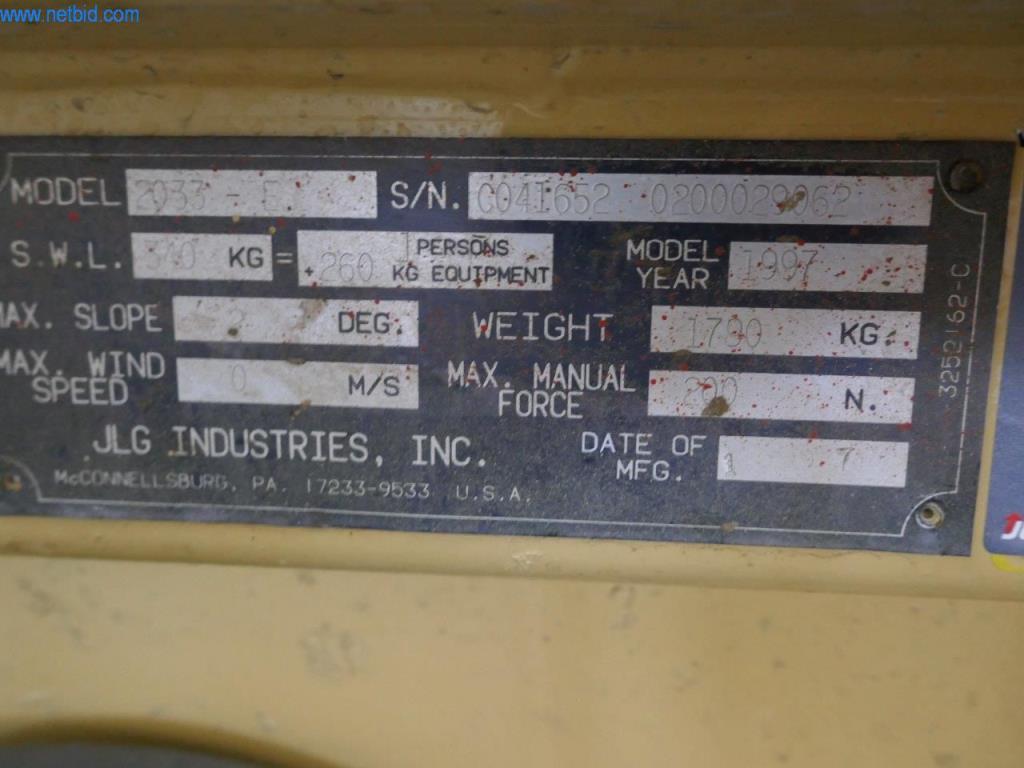 www.netbid.com
MODEL 2033 - E S/N. C041652 0200029062
S.W.L. 340 KG = 1 PERSONS
+260 KG EQUIPMENT
MODEL YEAR 1997
MAX. SLOPE 2 DEG. WEIGHT 1790 KG.
MAX. WIND SPEED 0 M/S MAX. MANUAL FORCE 200 N.
JLG INDUSTRIES, INC. DATE OF MFG. 7
McCONNELLSBURG, PA. 17233-9533 U.S.A.
3252162-C